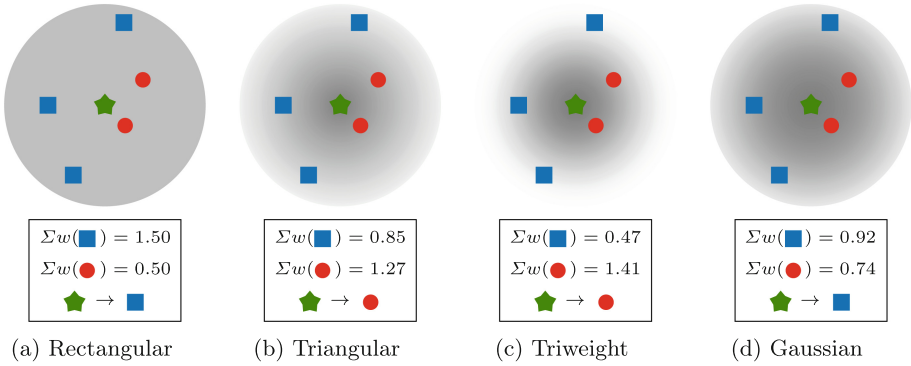 Σw(■) = 1.50
Σw(●) = 0.50
→
(a) Rectangular
Σw(■) = 0.85
Σw(●) = 1.27
→
(b) Triangular
Σw(■) = 0.47
Σw(●) = 1.41
→
(c) Triweight
Σw(■) = 0.92
Σw(●) = 0.74
→
(d) Gaussian